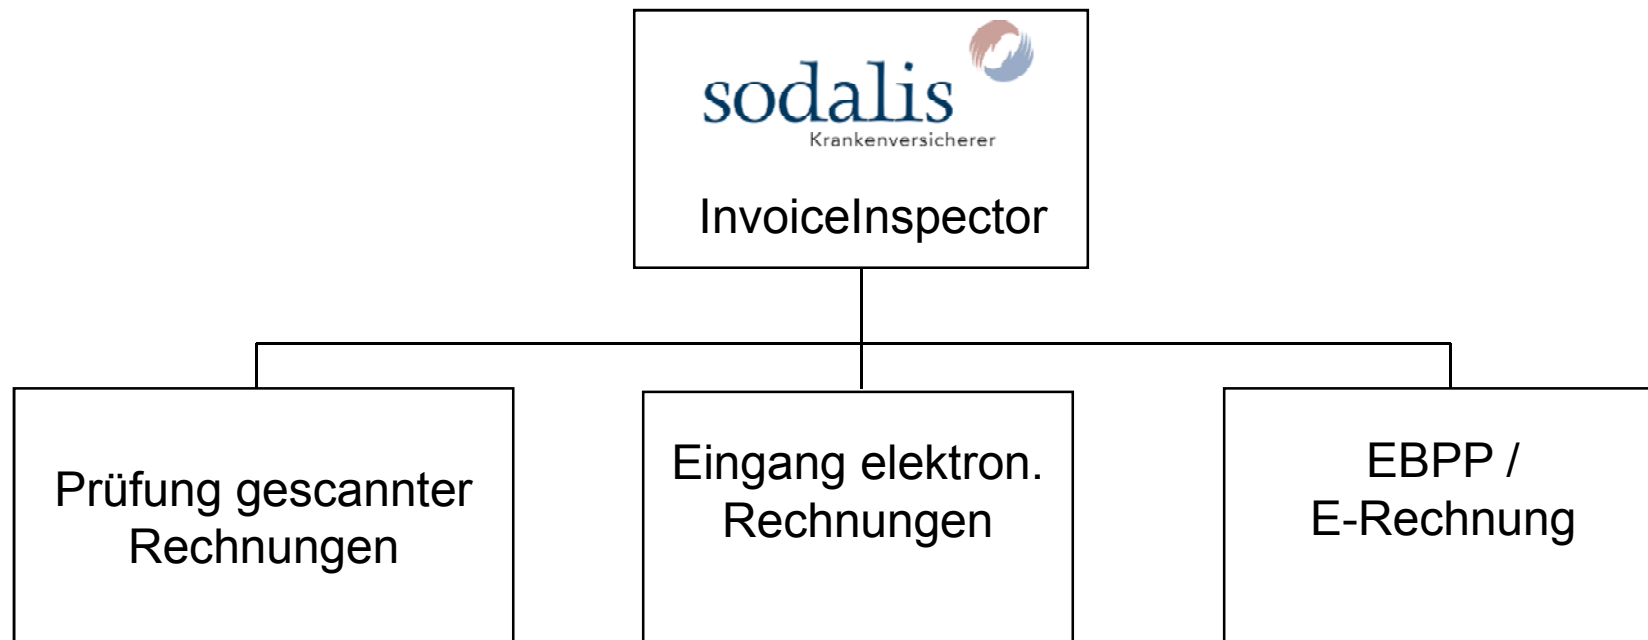 sodalis
Krankenversicherer
InvoiceInspector
Prüfung gescannter
Rechnungen
Eingang elektron.
Rechnungen
EBPP /
E-Rechnung